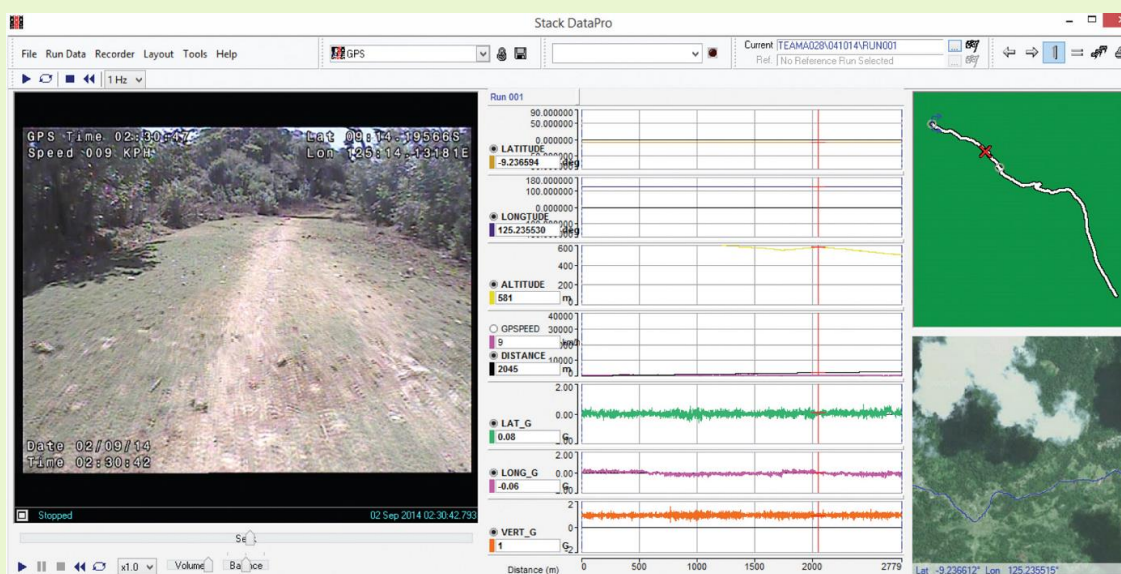 Stack DataPro
File Run Data Recorder Layout Tools Help
GPS
Current TEAMA028\041014\RUN001
Ref. No Reference Run Selected
1 Hz
GPS Time 02:30:47
Lat 09:14.19566S
Speed 009 KPH
Lon 125:14.13181E
Date 02/09/14
Time 02:30:42
Stopped
02 Sep 2014 02:30:42.793
x1.0
Volume
Run 001
90.000000
50.000000
0.000000
LATITUDE
-9.236594 deg
180.000000
100.000000
0.000000
LONGTUDE
125.235530 deg
600
400
200
ALTITUDE
0
581 m
40000
30000
GPSPEED
9 km/h
DISTANCE
10000
2045 m
2.00
0.00
LAT_G
0.08 G
2.00
0.00
LONG_G
-0.06 G
2
0
VERT_G
-2
1 G
Distance (m)
0 500 1000 1500 2000 2779
Lat -9.236612° Lon 125.235515°